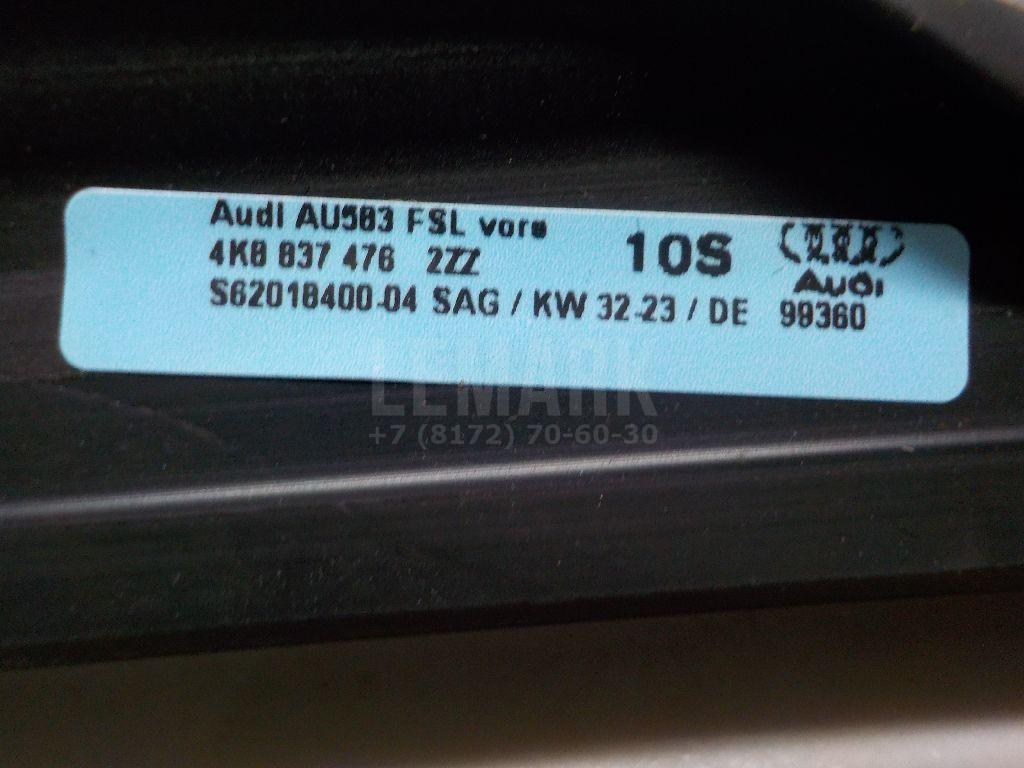 Audi AU583 FSL vorn
4K8 837 476 2ZZ 10S
Audi
S62018400-04 SAG / KW 32-23 / DE 99360
LEMARK
+7 (8172) 70-60-30